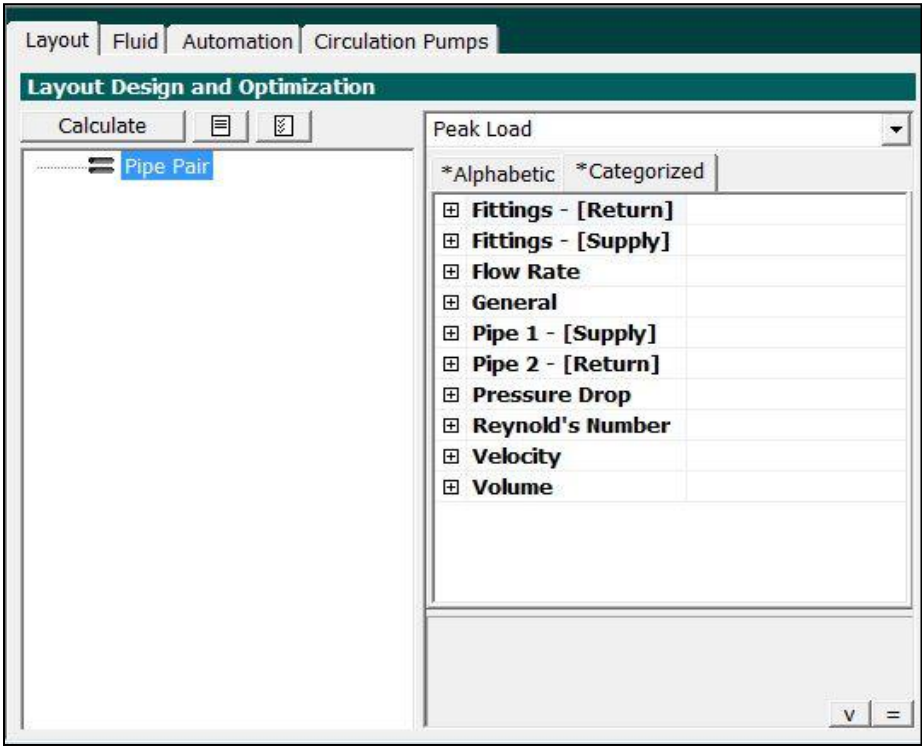 Layout Fluid Automation Circulation Pumps
Layout Design and Optimization
Calculate
Peak Load
Pipe Pair
*Alphabetic *Categorized
Fittings - [Return]
Fittings - [Supply]
Flow Rate
General
Pipe 1 - [Supply]
Pipe 2 - [Return]
Pressure Drop
Reynold's Number
Velocity
Volume
v =